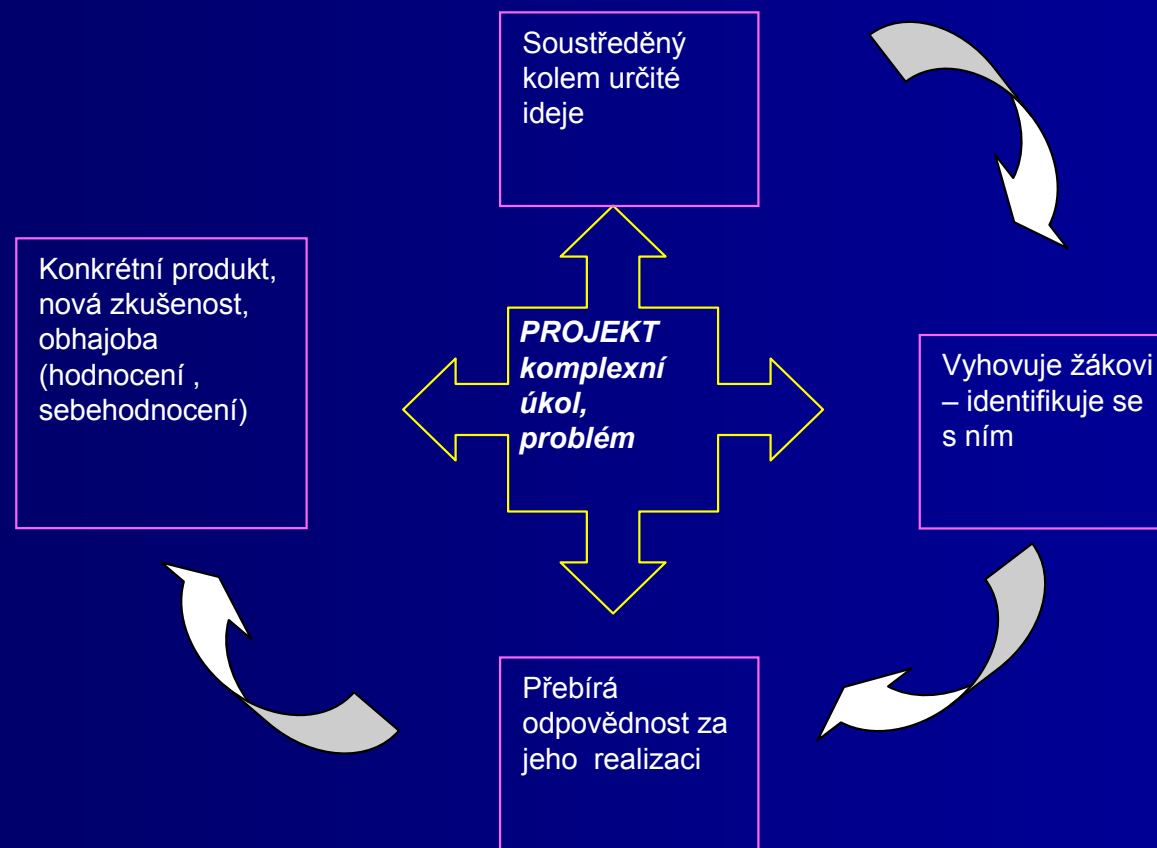 Soustředěný
kolem určité
ideje
Konkrétní produkt,
nová zkušenost,
obhajoba
(hodnocení ,
sebehodnocení)
PROJEKT
komplexní
úkol,
problém
Vyhovuje žákovi
– identifikuje se
s ním
Přebírá
odpovědnost za
jeho  realizaci